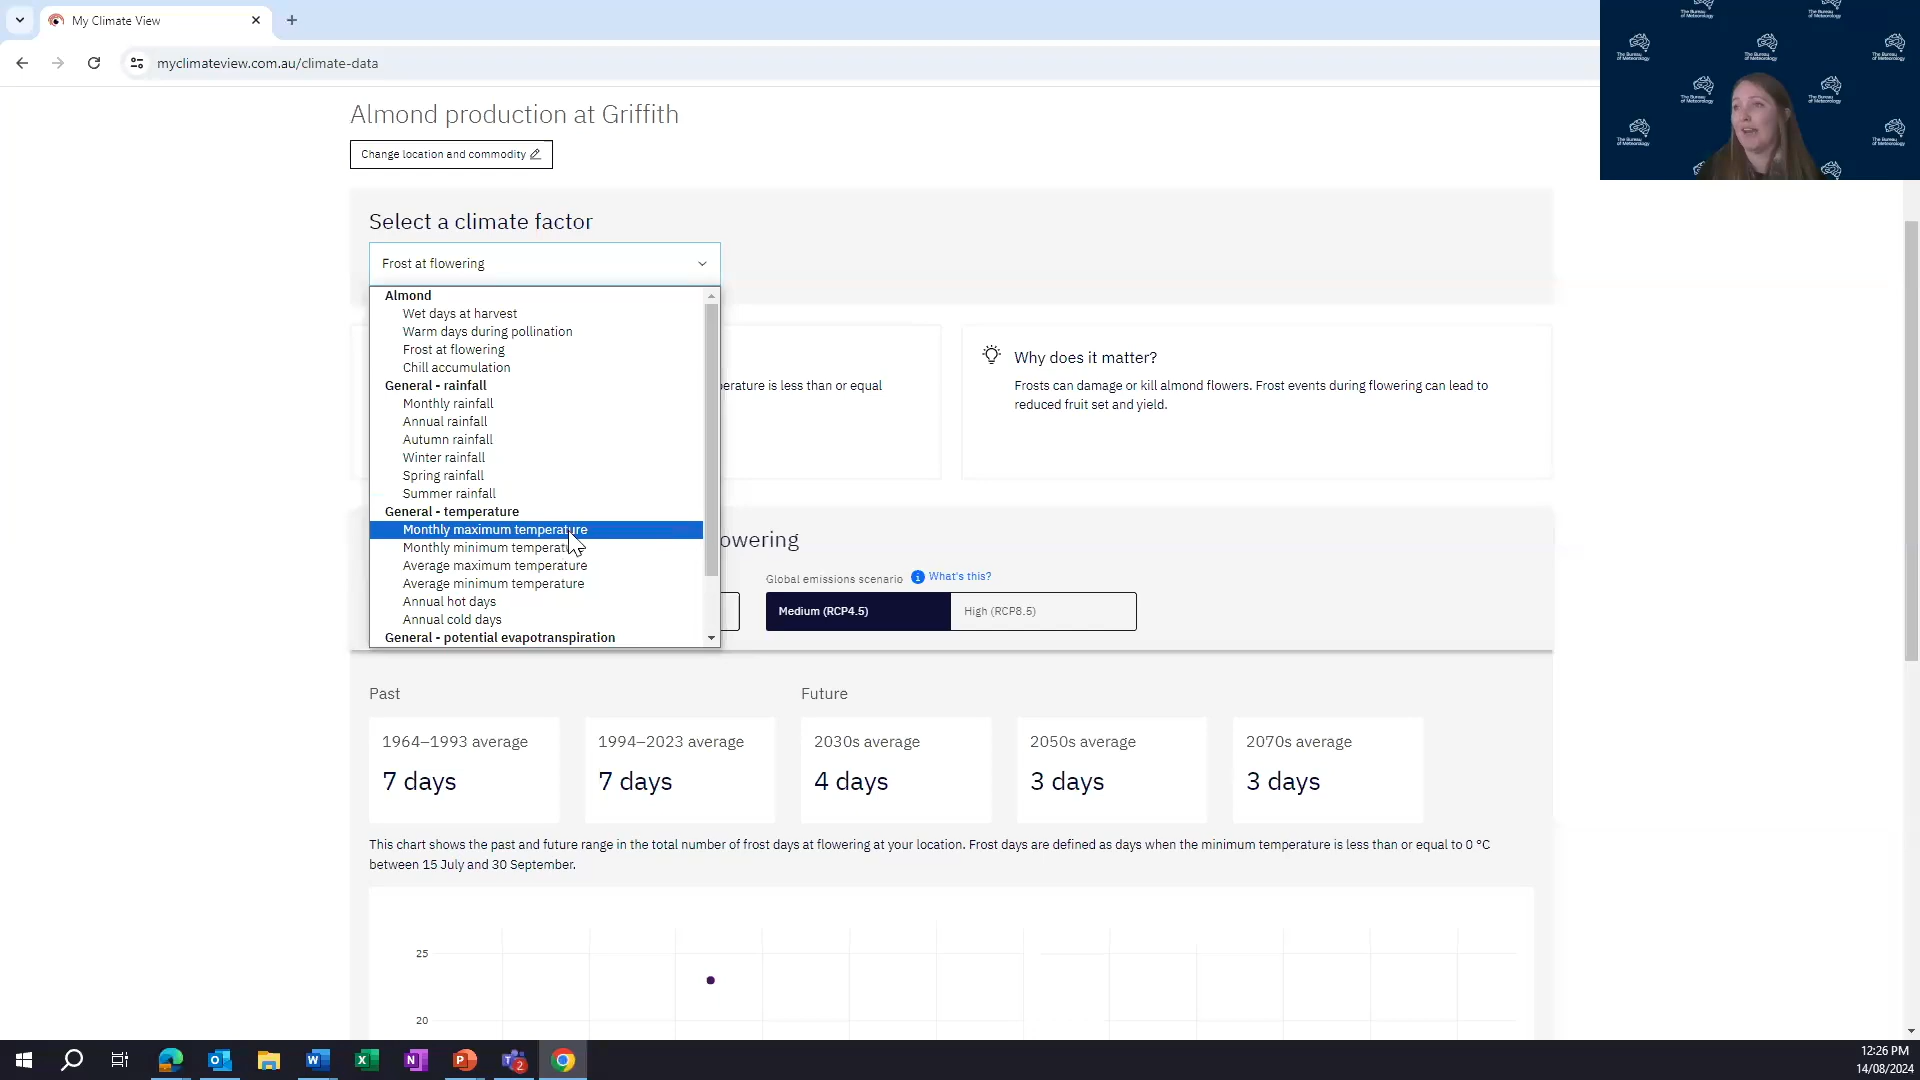 My Climate View
myclimateview.com.au/climate-data
The Bureau
of Meteorology
Almond production at Griffith
Change location and commodity
Select a climate factor
Frost at flowering
Almond
Wet days at harvest
Warm days during pollination
Frost at flowering
Chill accumulation
General - rainfall
Monthly rainfall
Annual rainfall
Autumn rainfall
Winter rainfall
Spring rainfall
Summer rainfall
General - temperature
Monthly maximum temperature
Monthly minimum temperat
Average maximum temperature
Average minimum temperature
Annual hot days
Annual cold days
General - potential evapotranspiration
perature is less than or equal
Why does it matter?
Frosts can damage or kill almond flowers. Frost events during flowering can lead to
reduced fruit set and yield.
owering
Global emissions scenario
What's this?
Medium (RCP4.5)
High (RCP8.5)
Past
Future
1964–1993 average
7 days
1994–2023 average
7 days
2030s average
4 days
2050s average
3 days
2070s average
3 days
This chart shows the past and future range in the total number of frost days at flowering at your location. Frost days are defined as days when the minimum temperature is less than or equal to 0 °C
between 15 July and 30 September.
25
20
12:26 PM
14/08/2024